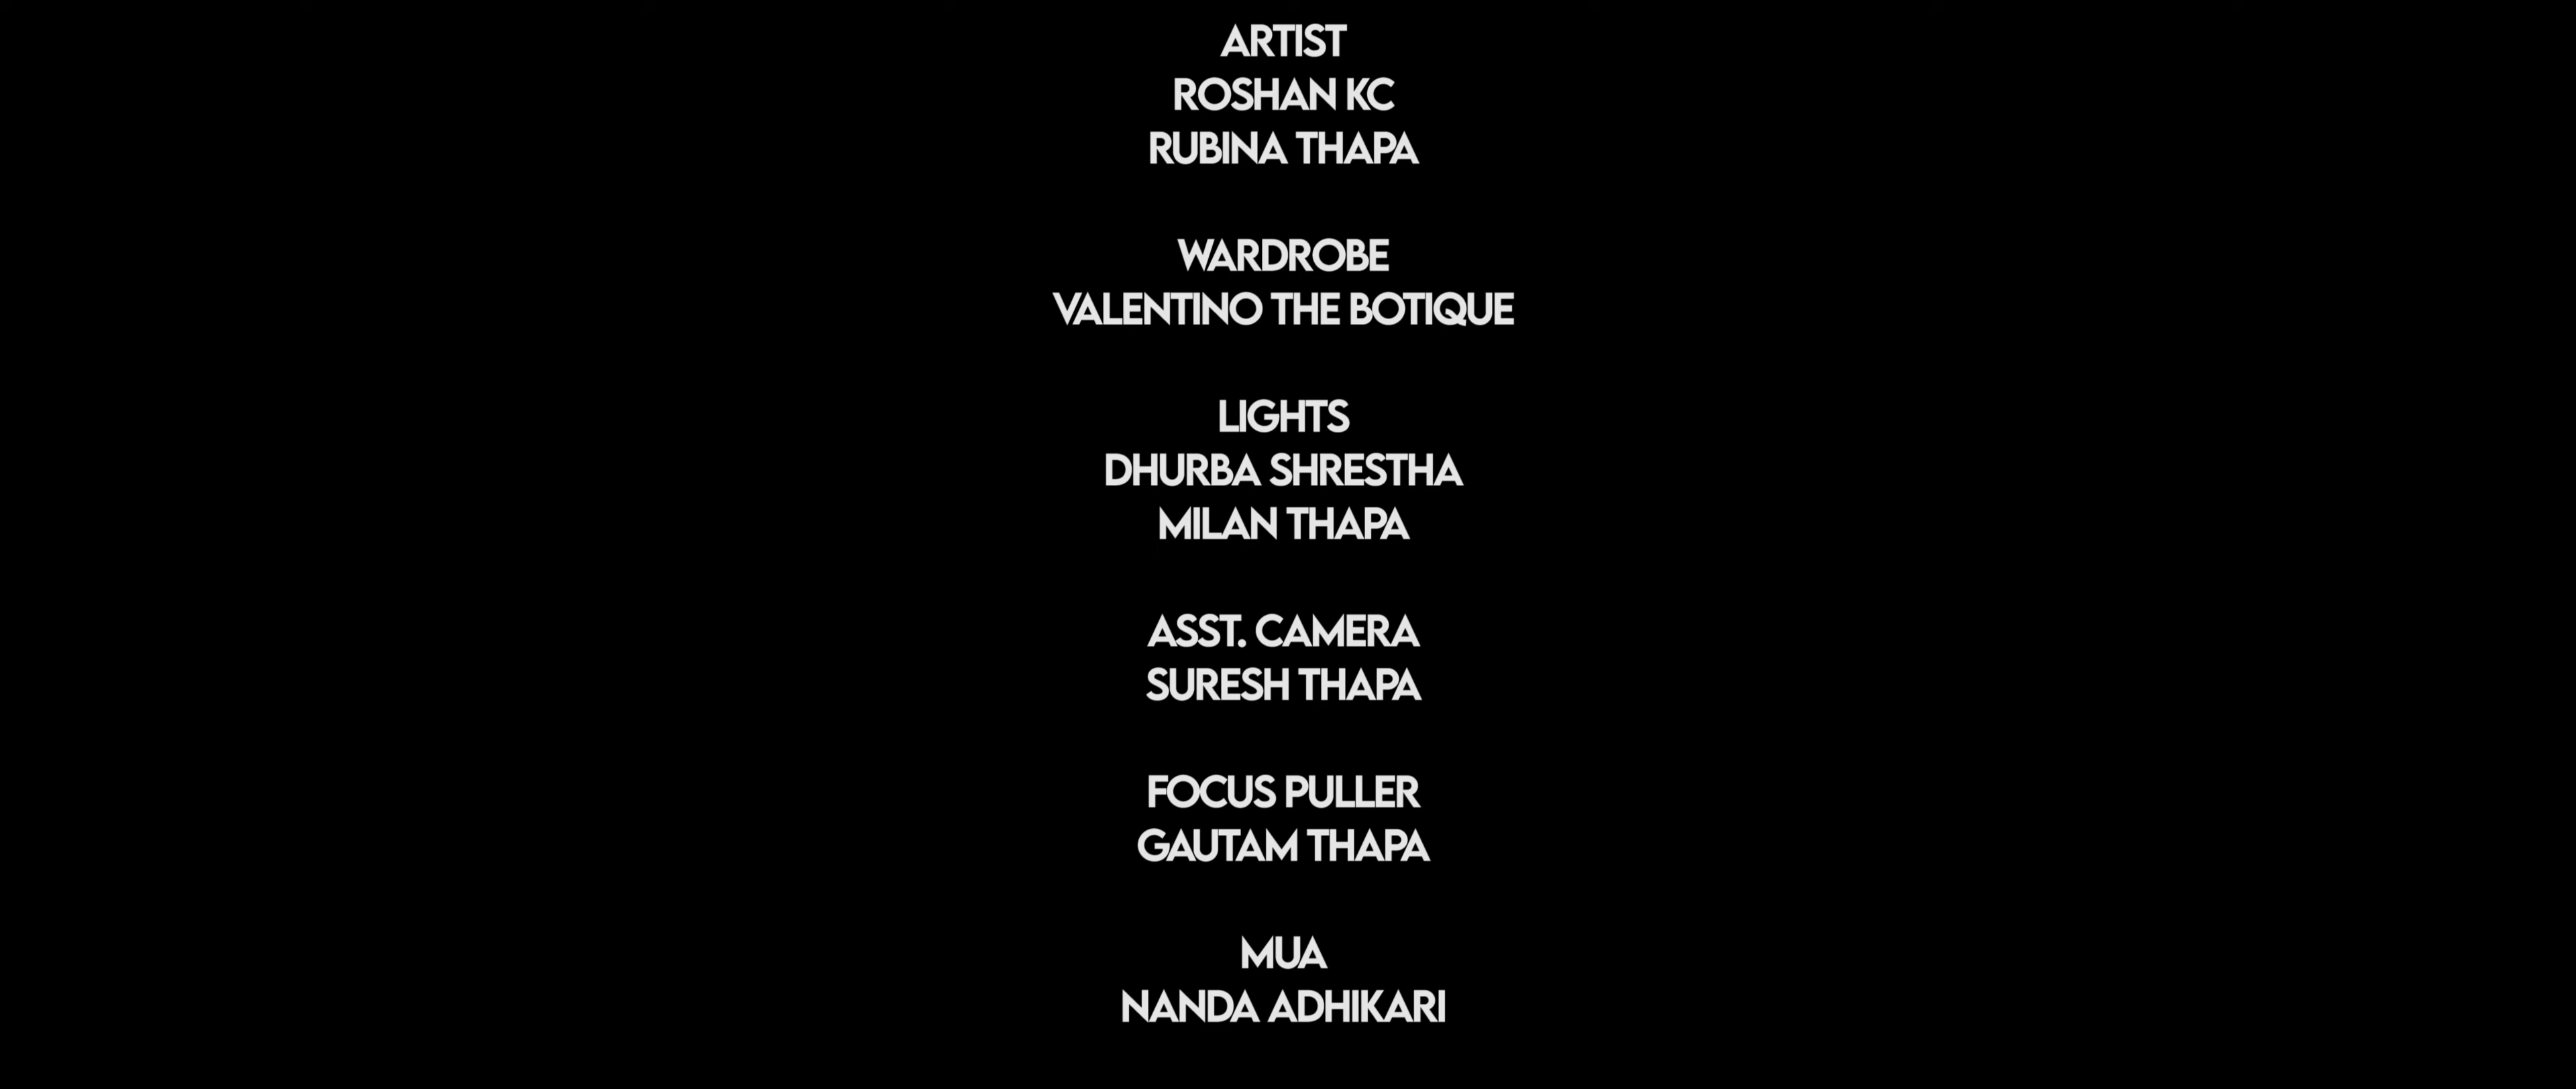 ARTIST
ROSHAN KC
RUBINA THAPA
WARDROBE
VALENTINO THE BOTIQUE
LIGHTS
DHURBA SHRESTHA
MILAN THAPA
ASST. CAMERA
SURESH THAPA
FOCUS PULLER
GAUTAM THAPA
MUA
NANDA ADHIKARI